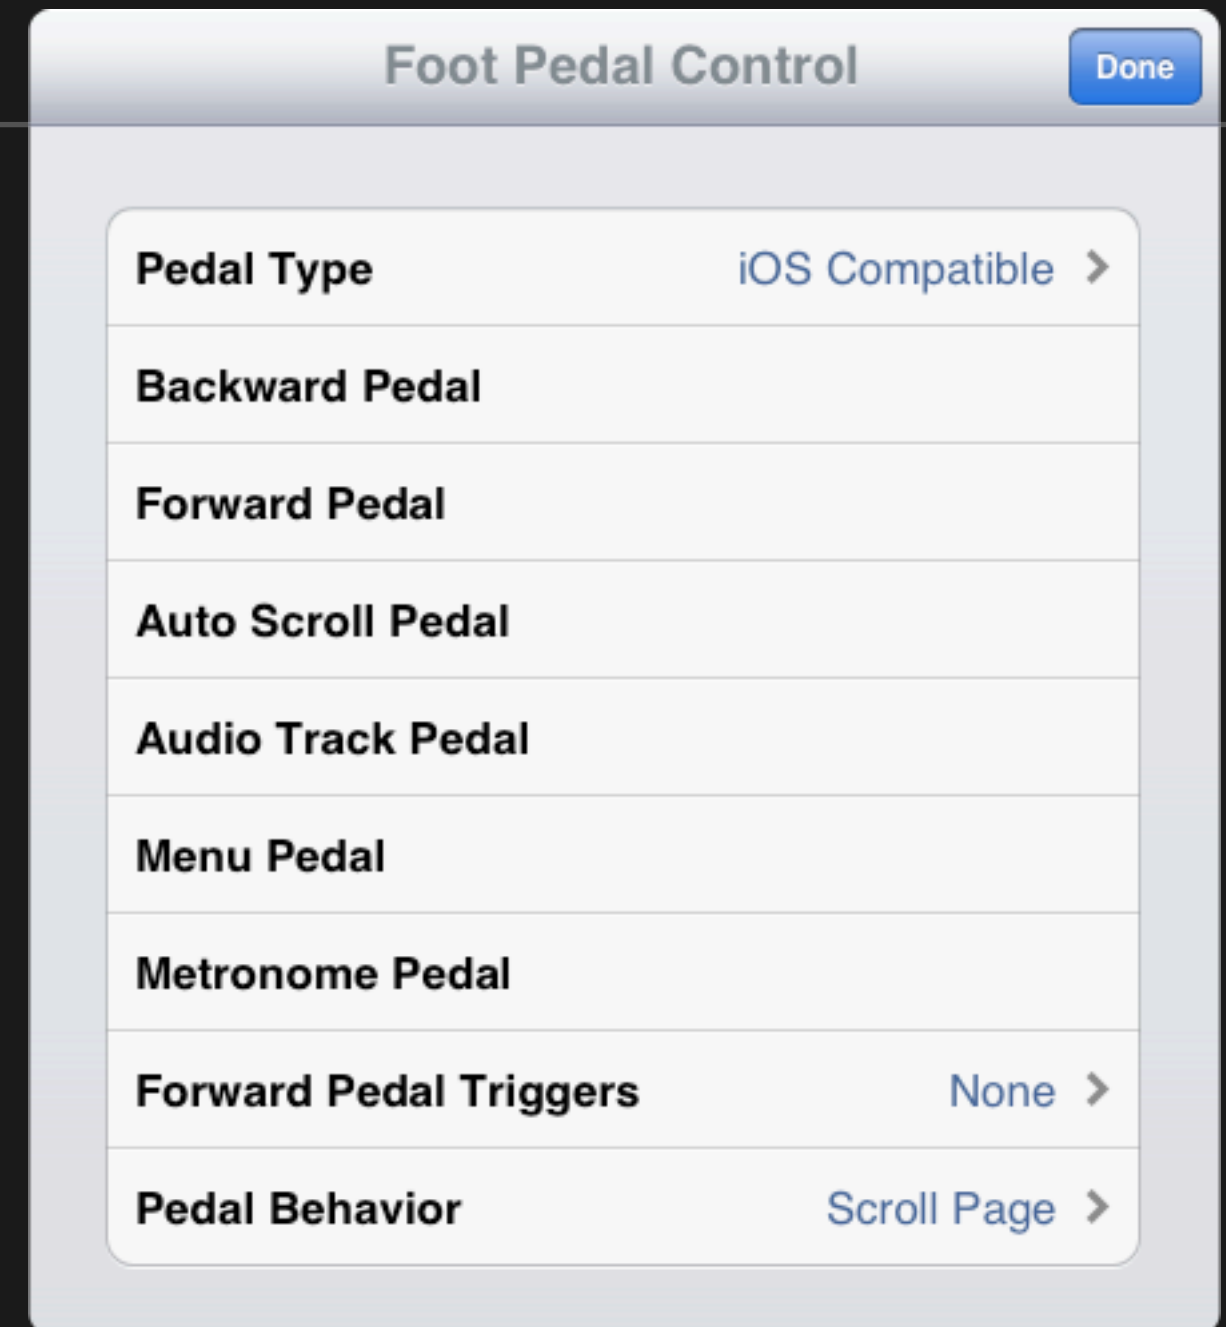 Foot Pedal Control Done
Pedal Type iOS Compatible
Backward Pedal
Forward Pedal
Auto Scroll Pedal
Audio Track Pedal
Menu Pedal
Metronome Pedal
Forward Pedal Triggers None
Pedal Behavior Scroll Page